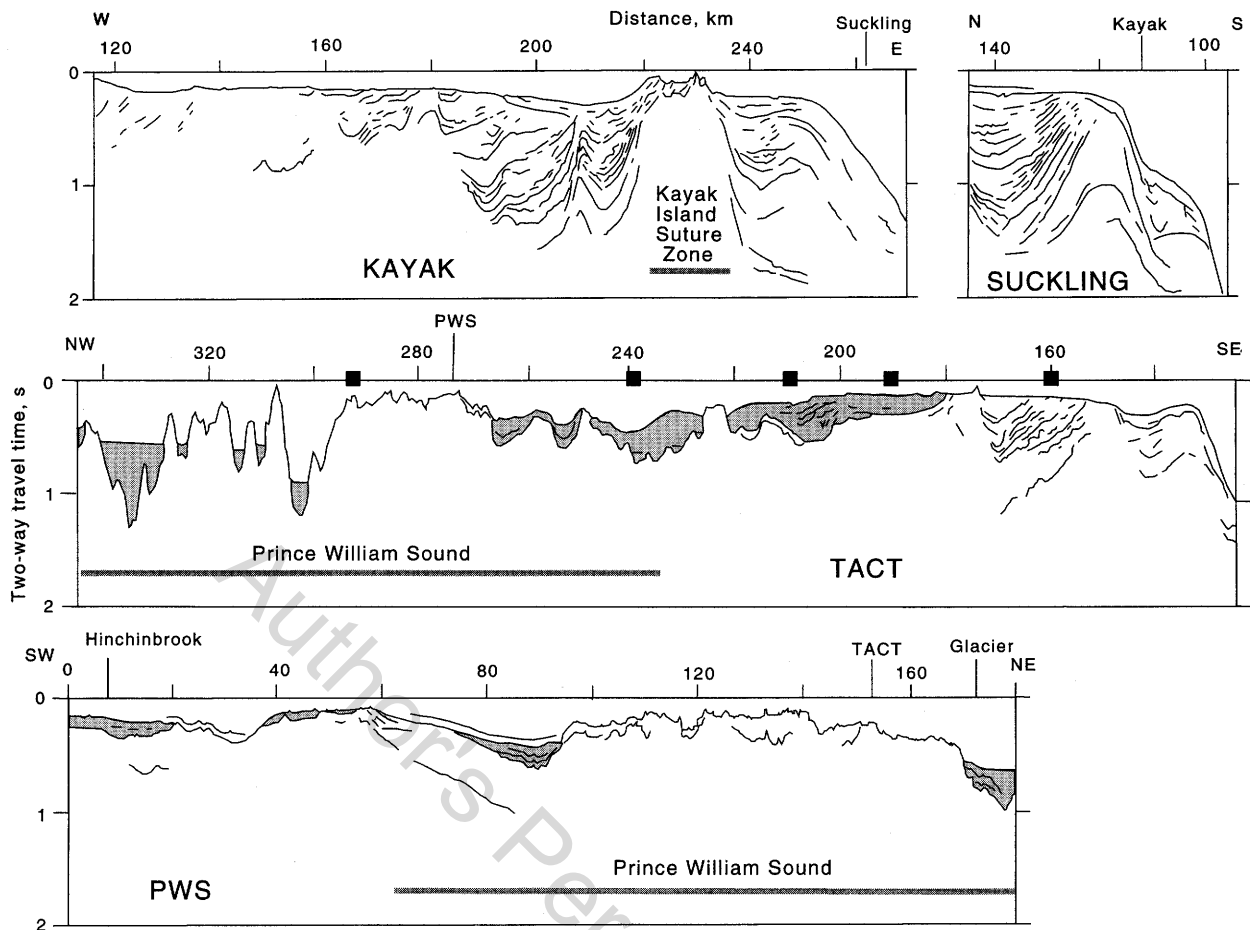 W Distance, km Suckling
120 160 200 240 E
0
1
2
KAYAK
Kayak
Island
Suture
Zone
N Kayak S
140 100
SUCKLING
PWS
NW 320 280 240 200 160 SE
0
1
2
Two-way travel time, s
Prince William Sound
TACT
Hinchinbrook TACT Glacier
SW NE
0 40 80 120 160
0
1
2
Prince William Sound
PWS
Author's Per